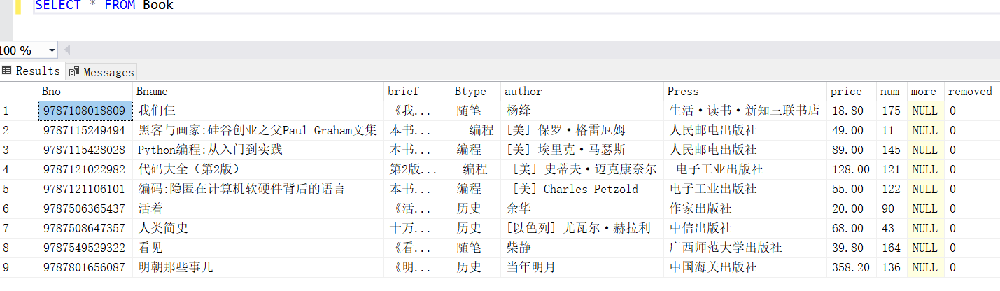 SELECT * FROM Book
100 %
Results Messages
Bno Bname brief Btype author Press price num more removed
1 9787108018809 我们仨 《我... 随笔 杨绛 生活·读书·新知三联书店 18.80 175 NULL 0
2 9787115249494 黑客与画家:硅谷创业之父Paul Graham文集 本书... 编程 [美] 保罗·格雷厄姆 人民邮电出版社 49.00 11 NULL 0
3 9787115428028 Python编程:从入门到实践 本书... 编程 [美] 埃里克·马瑟斯 人民邮电出版社 89.00 145 NULL 0
4 9787121022982 代码大全（第2版） 第2版... 编程 [美] 史蒂夫·迈克康奈尔 电子工业出版社 128.00 121 NULL 0
5 9787121106101 编码:隐匿在计算机软硬件背后的语言 本书... 编程 [美] Charles Petzold 电子工业出版社 55.00 122 NULL 0
6 9787506365437 活着 《活... 历史 余华 作家出版社 20.00 90 NULL 0
7 9787508647357 人类简史 十万... 历史 [以色列] 尤瓦尔·赫拉利 中信出版社 68.00 43 NULL 0
8 9787549529322 看见 《看... 随笔 柴静 广西师范大学出版社 39.80 164 NULL 0
9 9787801656087 明朝那些事儿 《明... 历史 当年明月 中国海关出版社 358.20 136 NULL 0